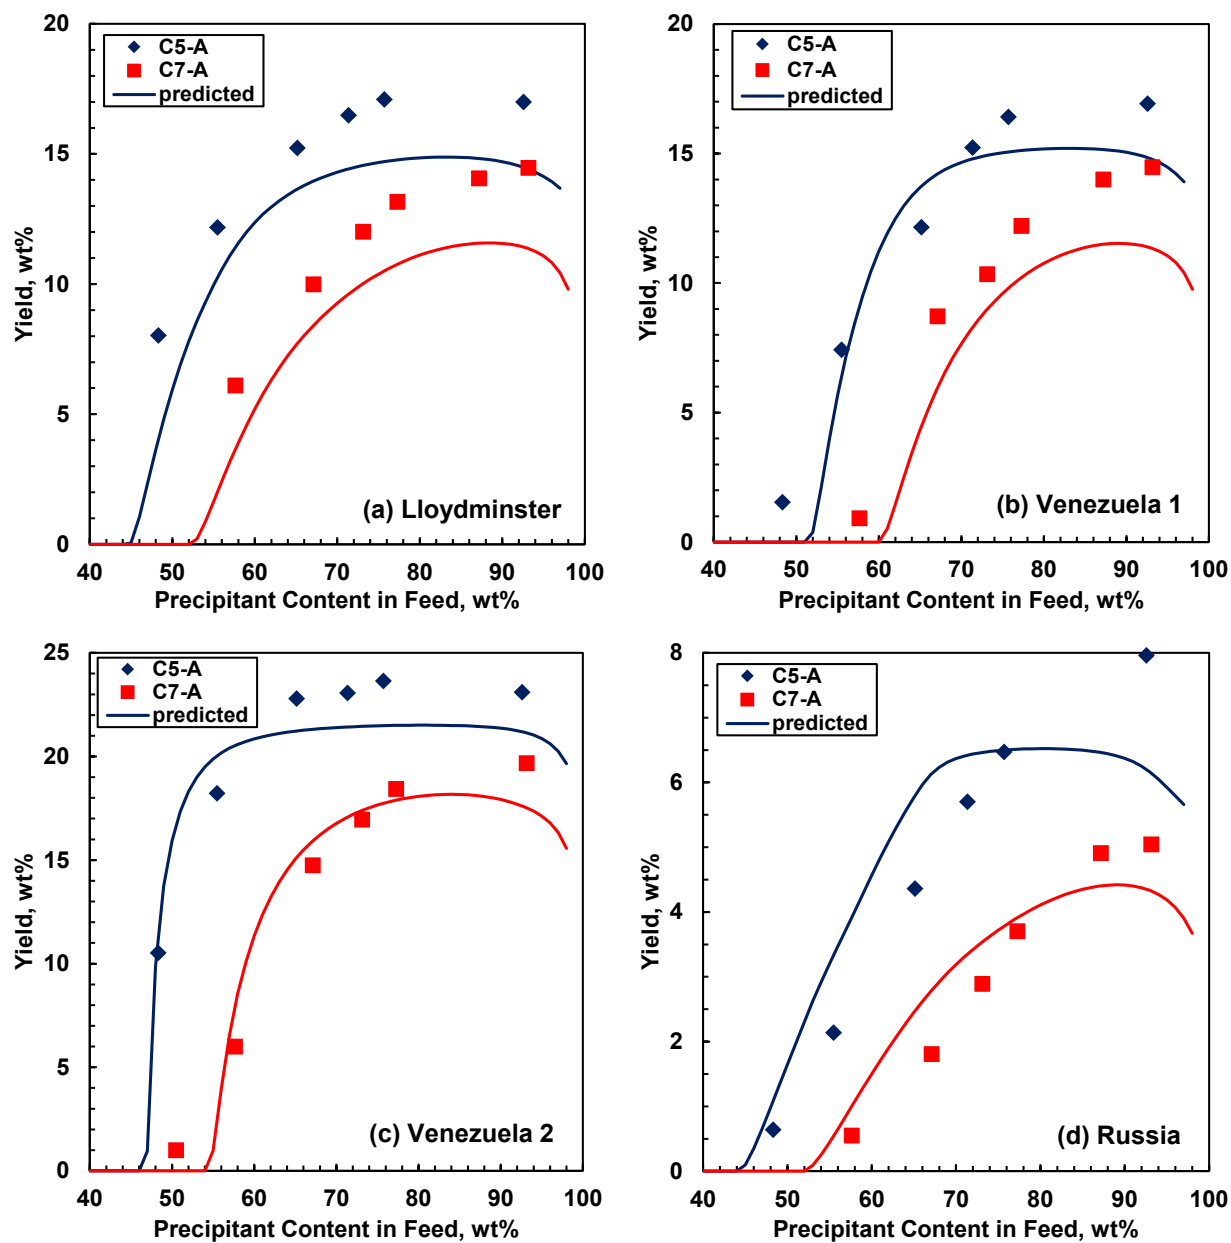 20
15
10
5
0
Yield, wt%
C5-A
C7-A
predicted
(a) Lloydminster
40 50 60 70 80 90 100
Precipitant Content in Feed, wt%
20
15
10
5
0
Yield, wt%
C5-A
C7-A
predicted
(b) Venezuela 1
40 50 60 70 80 90 100
Precipitant Content in Feed, wt%
25
20
15
10
5
0
Yield, wt%
C5-A
C7-A
predicted
(c) Venezuela 2
40 50 60 70 80 90 100
Precipitant Content in Feed, wt%
8
6
4
2
0
Yield, wt%
C5-A
C7-A
predicted
(d) Russia
40 50 60 70 80 90 100
Precipitant Content in Feed, wt%